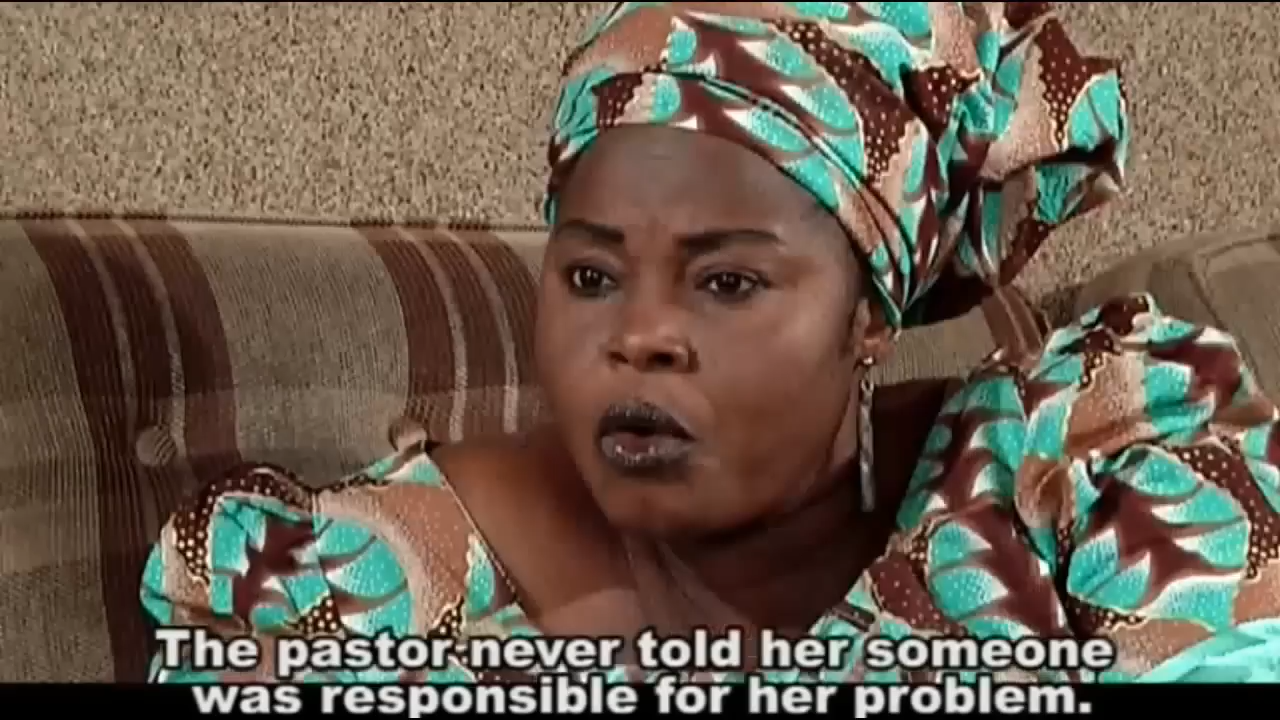 The pastor never told her someone
was responsible for her problem.